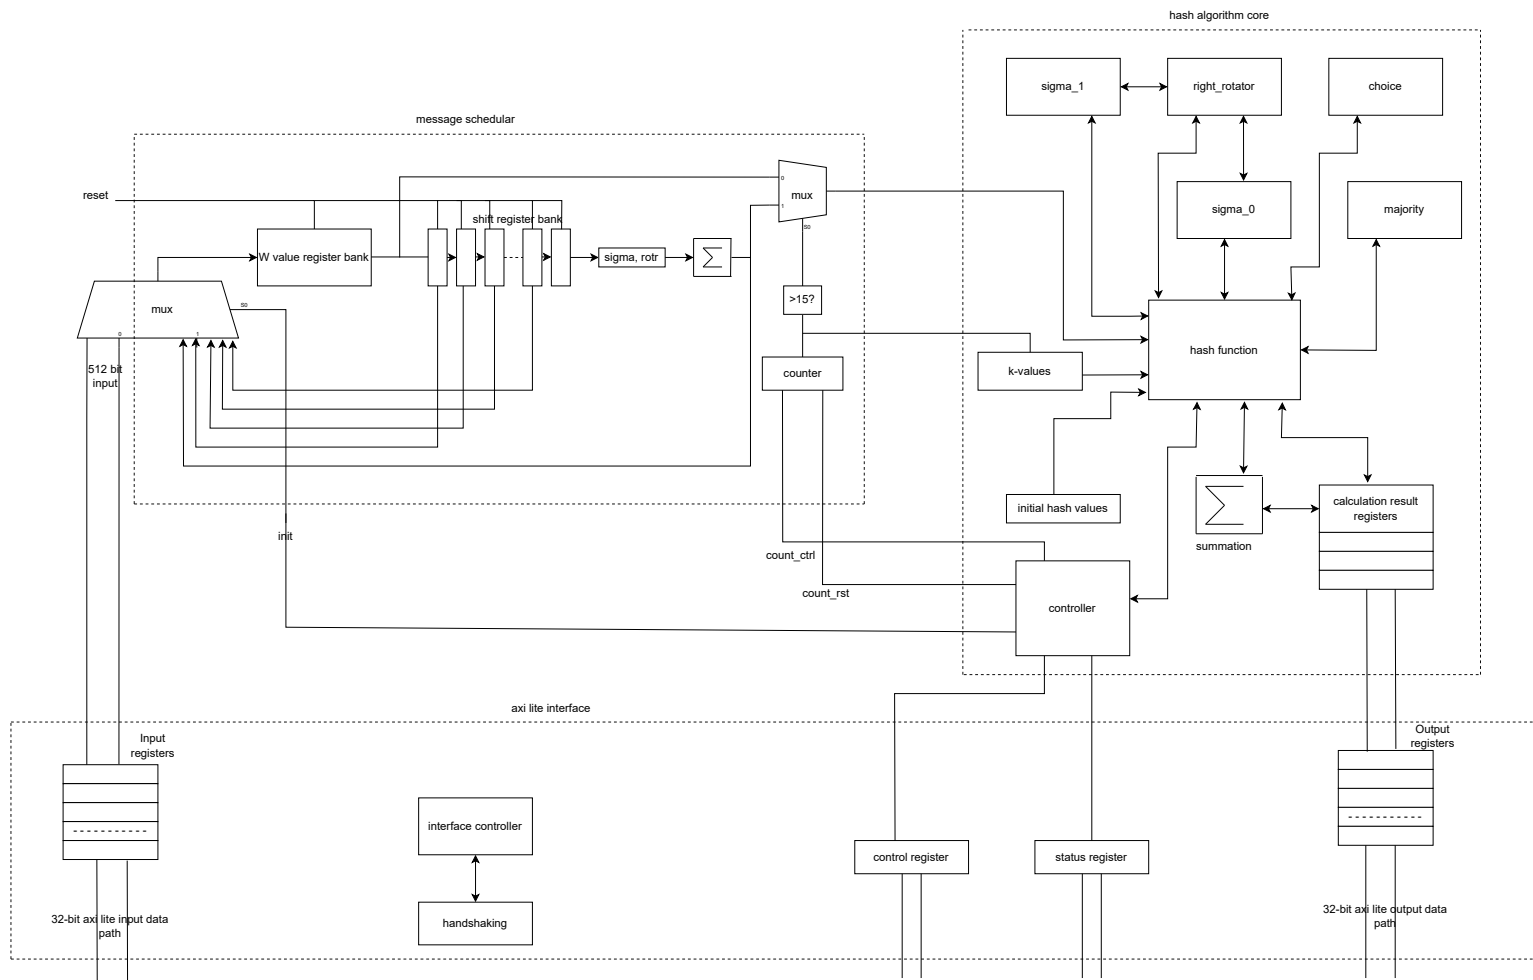 hash algorithm core
sigma_1
right_rotator
choice
message schedular
mux
0
1
S0
reset
shift register bank
sigma_0
majority
W value register bank
sigma, rotr
∑
>15?
mux
S0
0
1
512 bit
input
counter
k-values
hash function
initial hash values
∑
summation
calculation result
registers
init
count_ctrl
count_rst
controller
axi lite interface
Input
registers
Output
registers
interface controller
control register
status register
handshaking
32-bit axi lite input data
path
32-bit axi lite output data
path